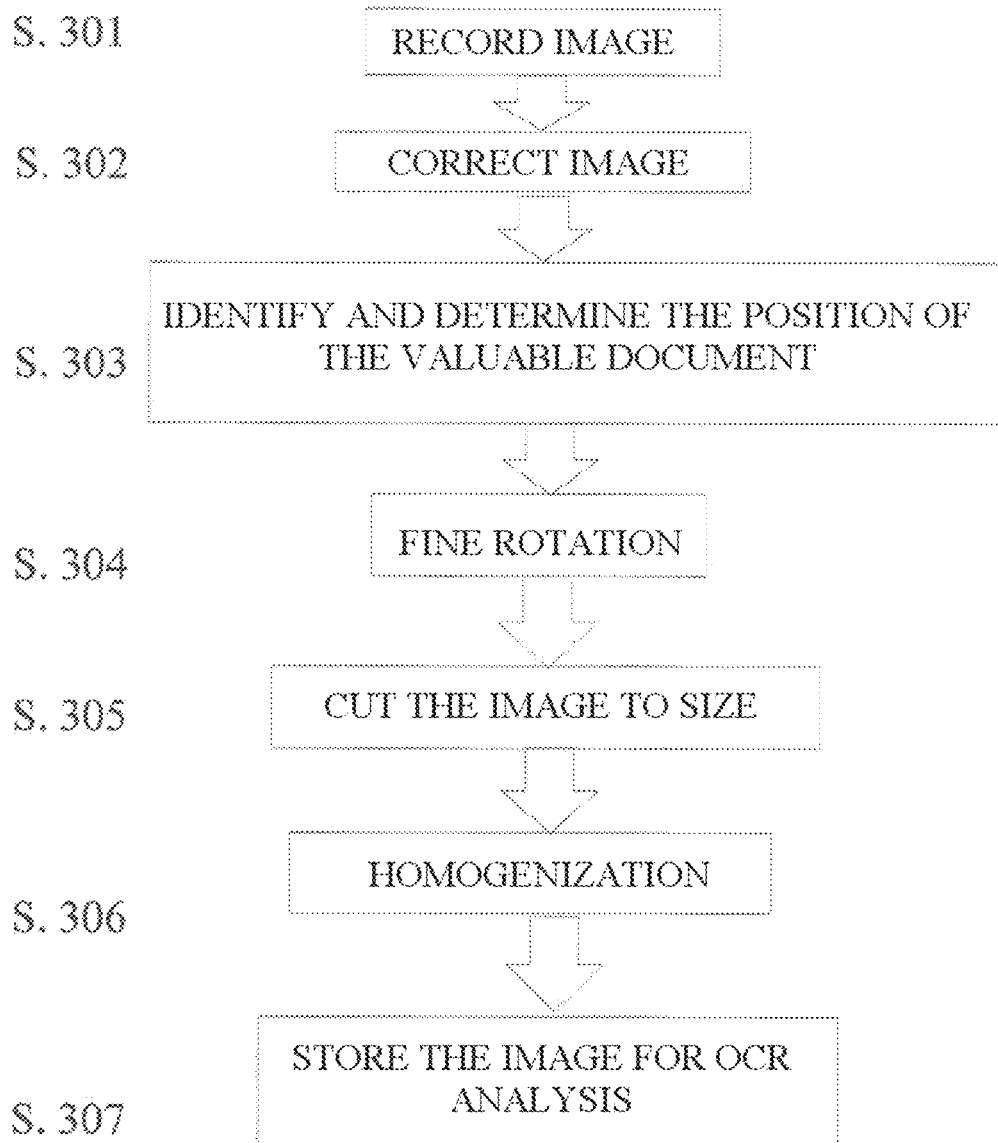 S. 301
RECORD IMAGE
S. 302
CORRECT IMAGE
S. 303
IDENTIFY AND DETERMINE THE POSITION OF
THE VALUABLE DOCUMENT
S. 304
FINE ROTATION
S. 305
CUT THE IMAGE TO SIZE
S. 306
HOMOGENIZATION
S. 307
STORE THE IMAGE FOR OCR
ANALYSIS